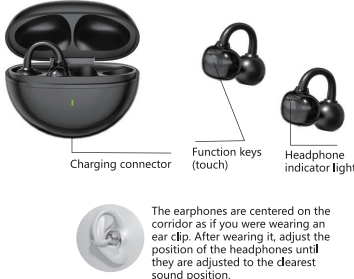 Charging connector
Function keys
(touch)
Headphone
indicator light
The earphones are centered on the
corridor as if you were wearing an
ear clip. After wearing it, adjust the
position of the headphones until
they are adjusted to the clearest
sound position.